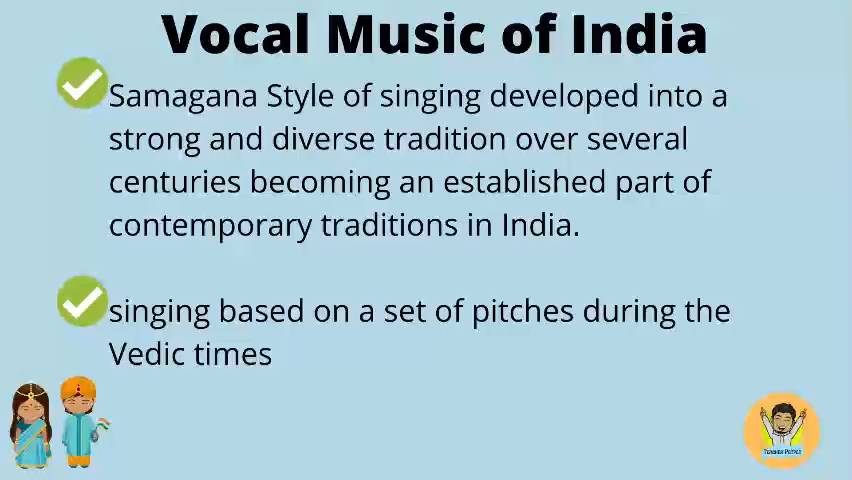 Vocal Music of India
Samagana Style of singing developed into a
strong and diverse tradition over several
centuries becoming an established part of
contemporary traditions in India.
singing based on a set of pitches during the
Vedic times